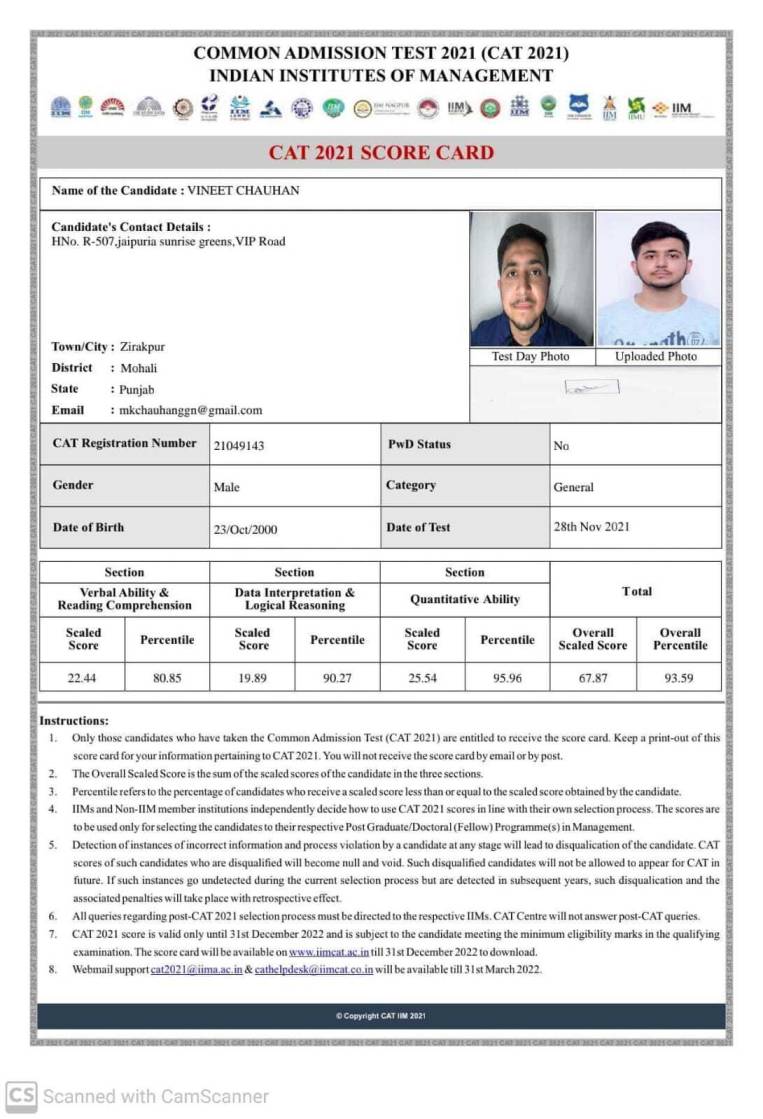 COMMON ADMISSION TEST 2021 (CAT 2021)
INDIAN INSTITUTES OF MANAGEMENT
IIM NAGPUR
IIM
IIM
IIM
IIMU
IIM
CAT 2021 SCORE CARD
Name of the Candidate : VINEET CHAUHAN
Candidate's Contact Details :
HNo. R-507,jaipuria sunrise greens,VIP Road
Town/City : Zirakpur
District : Mohali
State : Punjab
Email : mkchauhanggn@gmail.com
Test Day Photo Uploaded Photo
CAT Registration Number 21049143 PwD Status No
Gender Male Category General
Date of Birth 23/Oct/2000 Date of Test 28th Nov 2021
Section Section Section Total
Verbal Ability & Data Interpretation & Quantitative Ability
Reading Comprehension Logical Reasoning
Scaled Score Percentile Scaled Score Percentile Scaled Score Percentile Overall Scaled Score Overall Percentile
22.44 80.85 19.89 90.27 25.54 95.96 67.87 93.59
Instructions:
1. Only those candidates who have taken the Common Admission Test (CAT 2021) are entitled to receive the score card. Keep a print-out of this
score card for your information pertaining to CAT 2021. You will not receive the score card by email or by post.
2. The Overall Scaled Score is the sum of the scaled scores of the candidate in the three sections.
3. Percentile refers to the percentage of candidates who receive a scaled score less than or equal to the scaled score obtained by the candidate.
4. IIMs and Non-IIM member institutions independently decide how to use CAT 2021 scores in line with their own selection process. The scores are
to be used only for selecting the candidates to their respective Post Graduate/Doctoral (Fellow) Programme(s) in Management.
5. Detection of instances of incorrect information and process violation by a candidate at any stage will lead to disqualication of the candidate. CAT
scores of such candidates who are disqualified will become null and void. Such disqualified candidates will not be allowed to appear for CAT in
future. If such instances go undetected during the current selection process but are detected in subsequent years, such disqualication and the
associated penalties will take place with retrospective effect.
6. All queries regarding post-CAT 2021 selection process must be directed to the respective IIMs. CAT Centre will not answer post-CAT queries.
7. CAT 2021 score is valid only until 31st December 2022 and is subject to the candidate meeting the minimum eligibility marks in the qualifying
examination. The score card will be available on www.iimcat.ac.in till 31st December 2022 to download.
8. Webmail support cat2021@iima.ac.in & cathelpdesk@iimcat.co.in will be available till 31st March 2022.
© Copyright CAT IIM 2021
CS Scanned with CamScanner